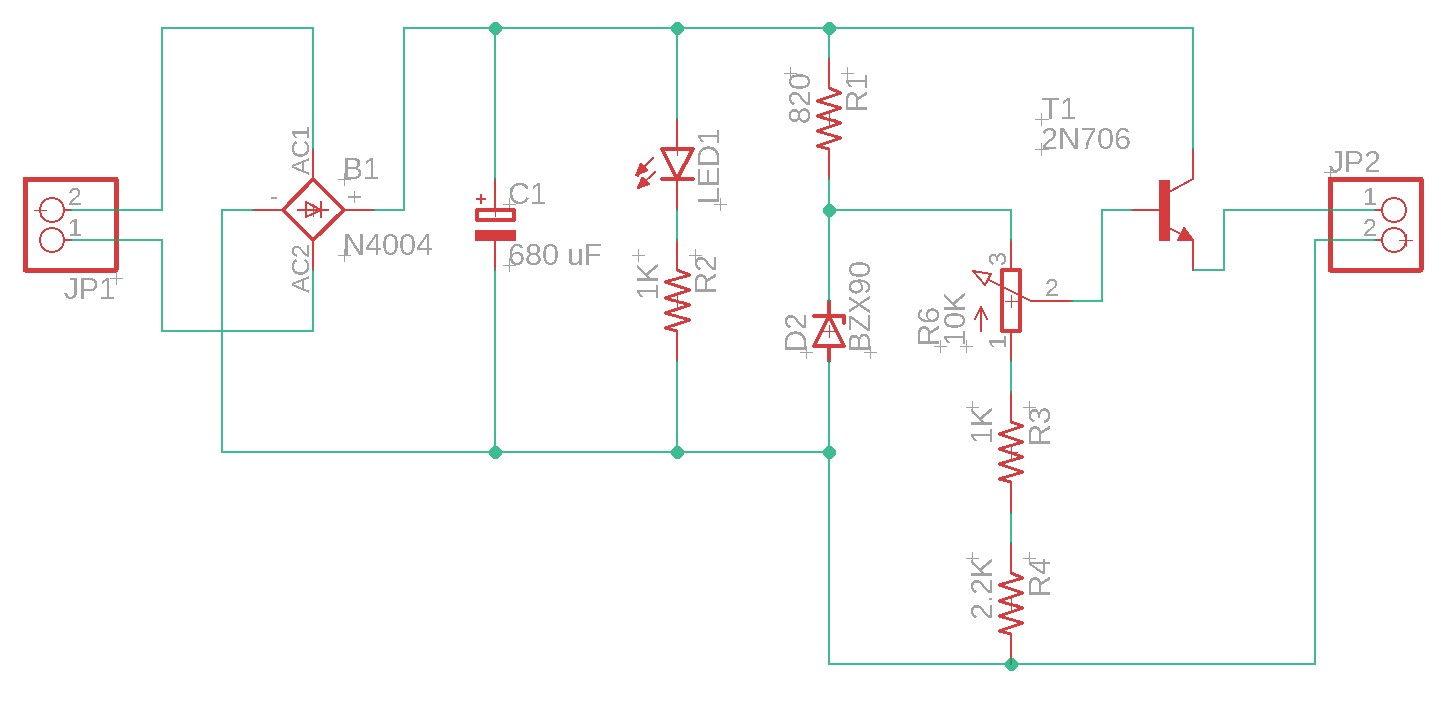 2
1
JP1
AC1
B1
-
+
N4004
AC2
+
C1
680 uF
LED1
1K
R2
820
R1
D2
BZX90
T1
2N706
3
2
R6
10K
1
1K
R3
2.2K
R4
JP2
1
2